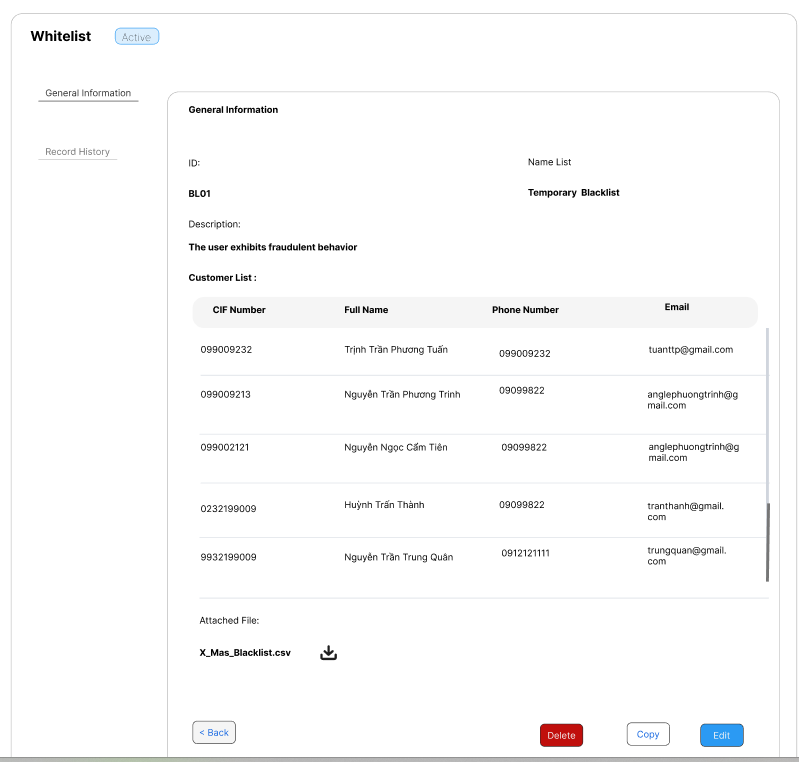 Whitelist Active
General Information
General Information
Record History
ID: Name List
BL01 Temporary Blacklist
Description:
The user exhibits fraudulent behavior
Customer List :
CIF Number Full Name Phone Number Email
099009232 Trịnh Trần Phương Tuấn 099009232 tuanttp@gmail.com
099009213 Nguyễn Trần Phương Trinh 09099822 anglephuongtrinh@g
mail.com
099002121 Nguyễn Ngọc Cẩm Tiên 09099822 anglephuongtrinh@g
mail.com
0232199009 Huỳnh Trấn Thành 09099822 tranthanh@gmail.
com
9932199009 Nguyễn Trần Trung Quân 0912121111 trungquan@gmail.
com
Attached File:
X_Mas_Blacklist.csv
< Back Delete Copy Edit